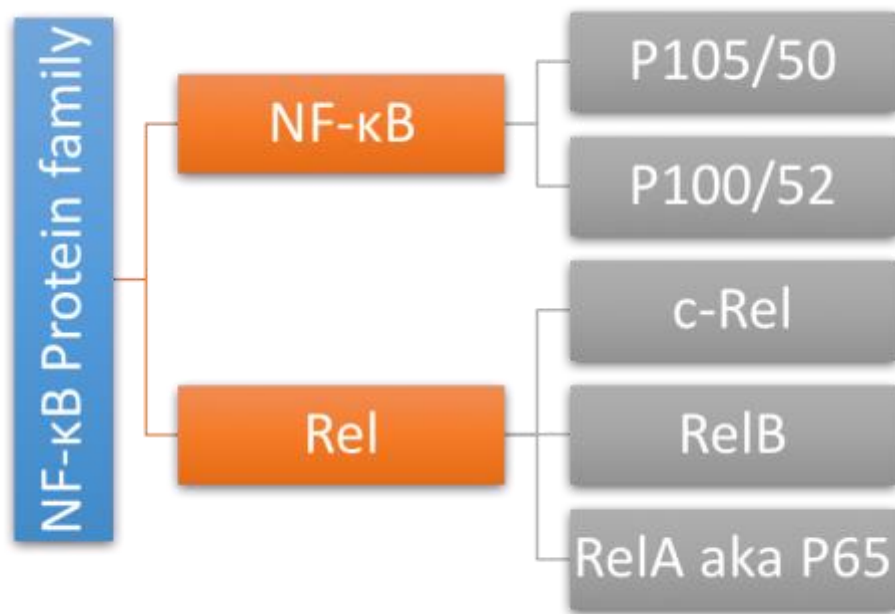 NF-κB Protein family
NF-κB
P105/50
P100/52
Rel
c-Rel
RelB
RelA aka P65